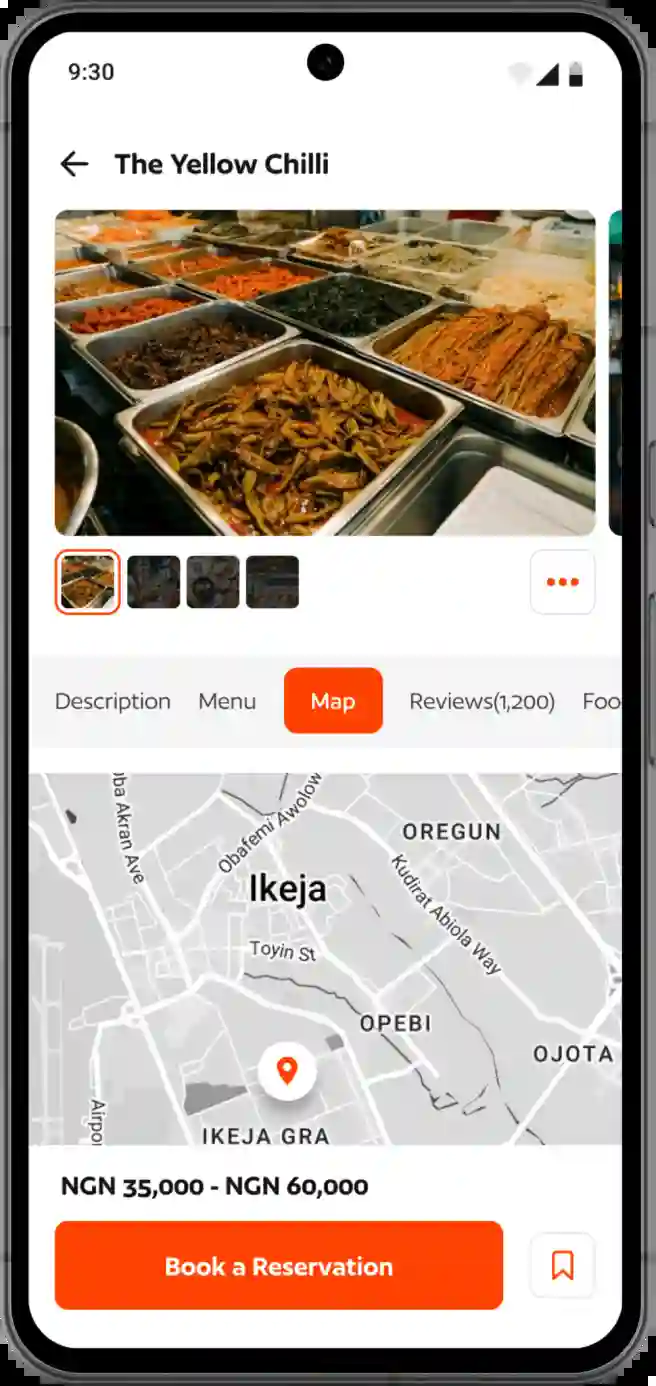 9:30
The Yellow Chilli
Description Menu Map Reviews(1,200) Foo
ba Akran Ave
Obafemi Awolow
OREGUN
Ikeja
Kudirat Abiola Way
Toyin St
OPEBI
OJOTA
Airpo
IKEJA GRA
NGN 35,000 - NGN 60,000
Book a Reservation